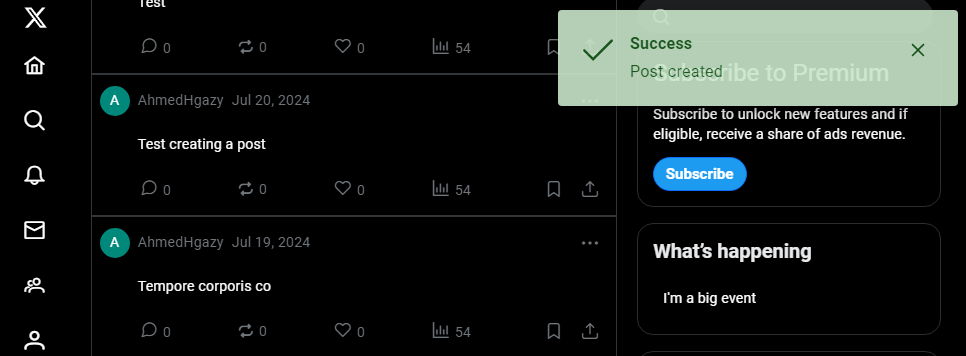 Test
0 0 0 54
AhmedHgazy Jul 20, 2024
Test creating a post
0 0 0 54
A
AhmedHgazy Jul 19, 2024
Tempore corporis co
0 0 0 54
A
Success
Post created
Subscribe to Premium
Subscribe to unlock new features and if
eligible, receive a share of ads revenue.
Subscribe
What's happening
I'm a big event